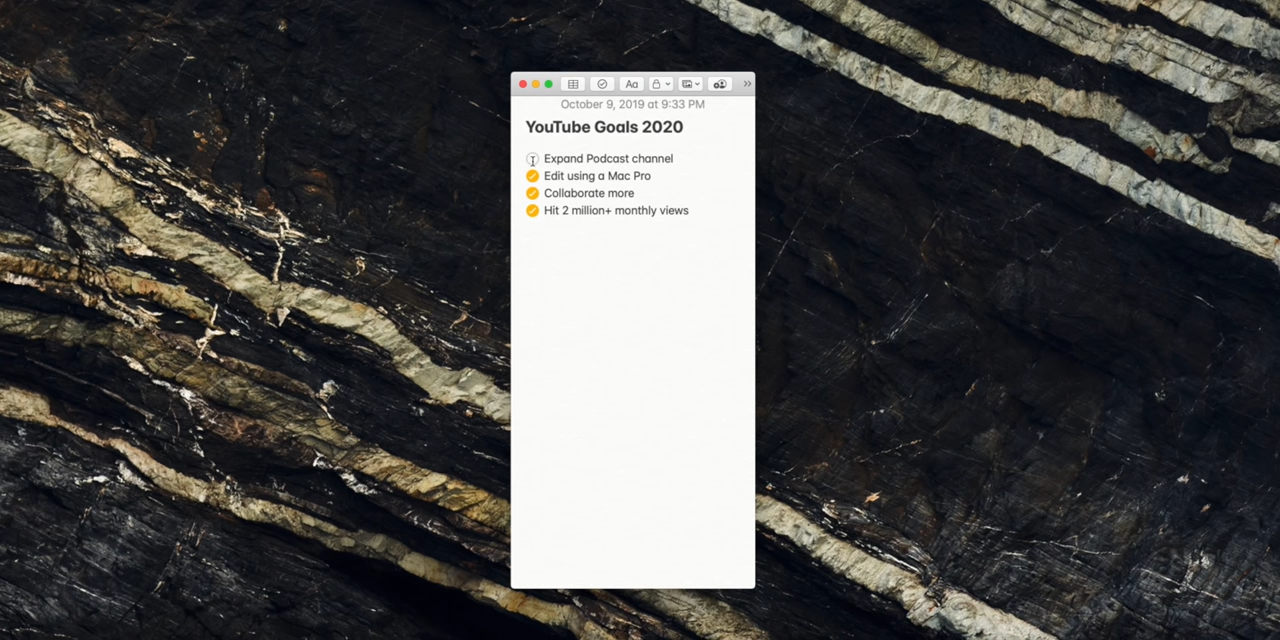 Aa
October 9, 2019 at 9:33 PM
YouTube Goals 2020
Expand Podcast channel
Edit using a Mac Pro
Collaborate more
Hit 2 million+ monthly views